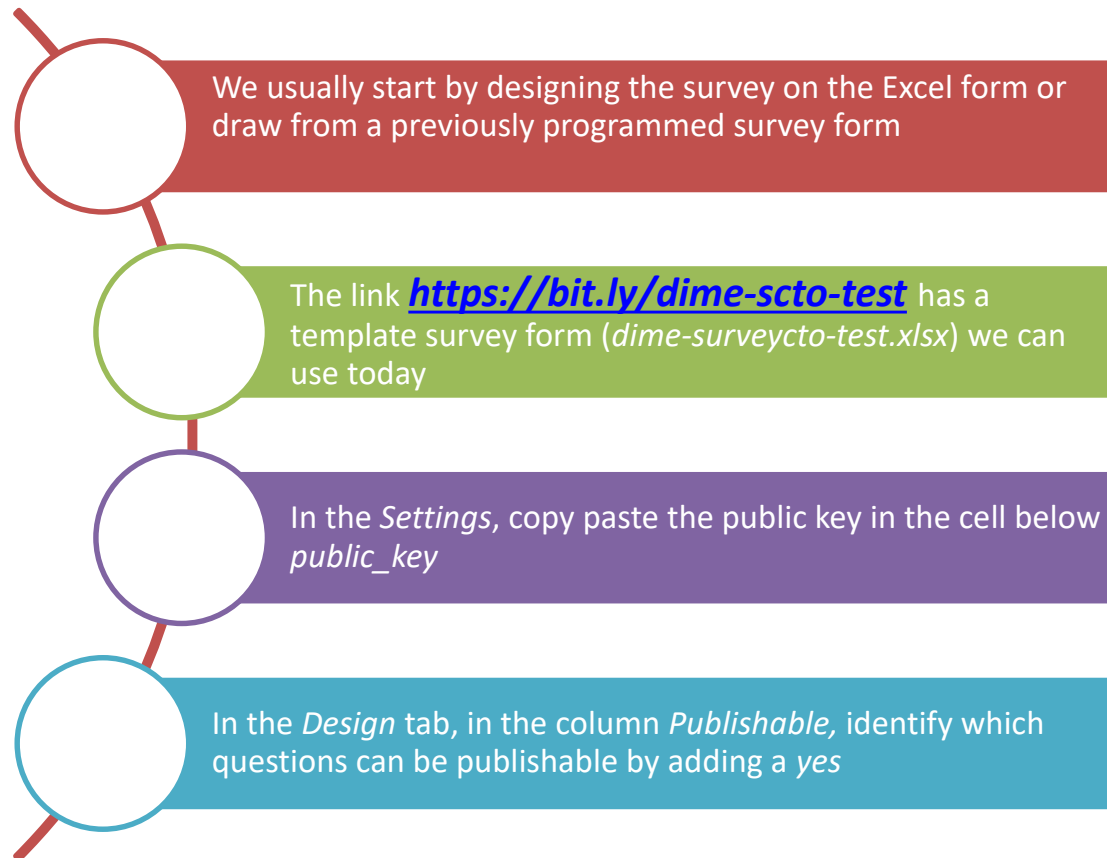 We usually start by designing the survey on the Excel form or
draw from a previously programmed survey form
The link https://bit.ly/dime-scto-test has a
template survey form (dime-surveycto-test.xlsx) we can
use today
In the Settings, copy paste the public key in the cell below
public_key
In the Design tab, in the column Publishable, identify which
questions can be publishable by adding a yes